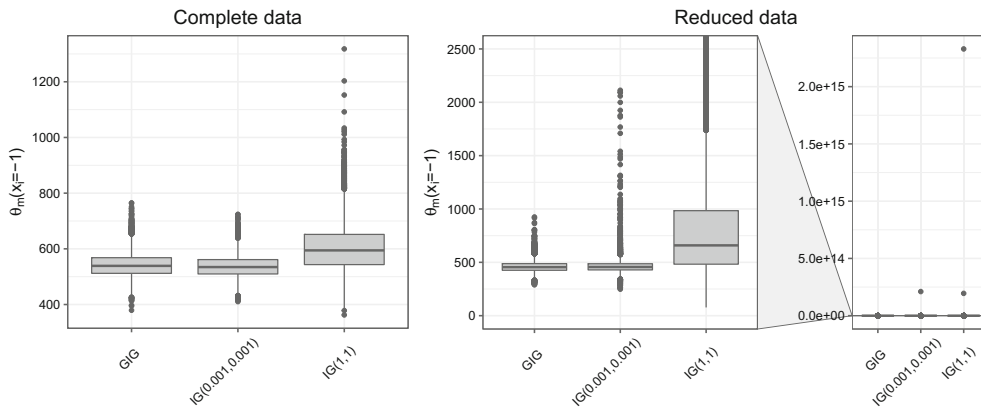 Complete data
Reduced data
θm(xi=−1)
1200
1000
800
600
400
GIG
IG(0.001,0.001)
IG(1,1)
θm(xi=−1)
2500
2000
1500
1000
500
0
GIG
IG(0.001,0.001)
IG(1,1)
2.0e+15
1.5e+15
1.0e+15
5.0e+14
0.0e+00
GIG
IG(0.001,0.001)
IG(1,1)